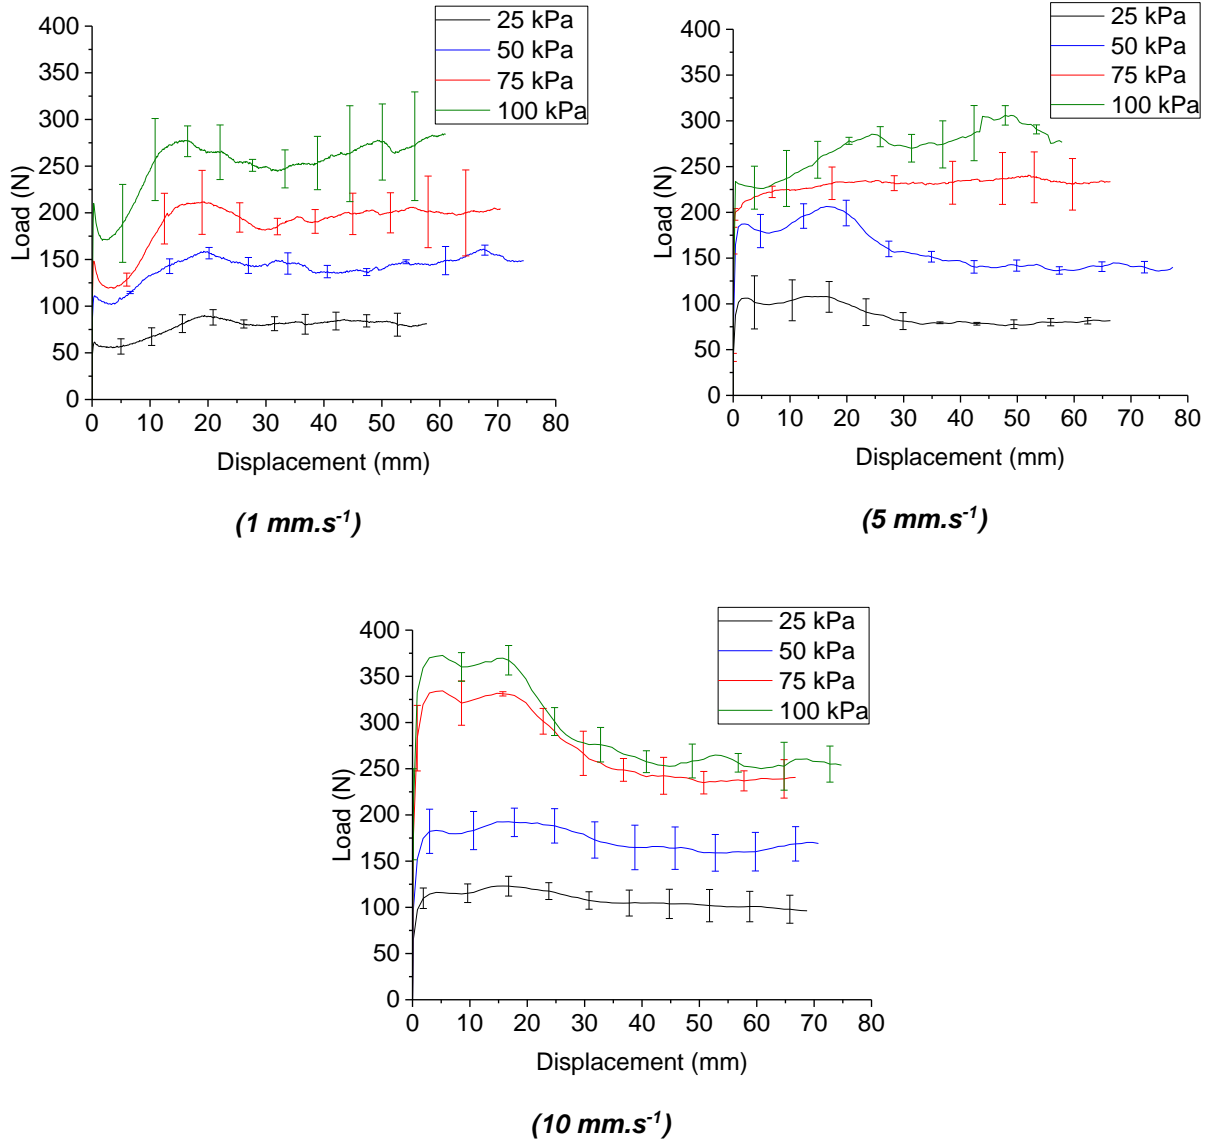 25 kPa
50 kPa
75 kPa
100 kPa
400
350
300
250
200
150
100
50
0
Load (N)
0 10 20 30 40 50 60 70 80
Displacement (mm)
(1 mm.s-1)
25 kPa
50 kPa
75 kPa
100 kPa
400
350
300
250
200
150
100
50
0
Load (N)
0 10 20 30 40 50 60 70 80
Displacement (mm)
(5 mm.s-1)
25 kPa
50 kPa
75 kPa
100 kPa
400
350
300
250
200
150
100
50
0
Load (N)
0 10 20 30 40 50 60 70 80
Displacement (mm)
(10 mm.s-1)